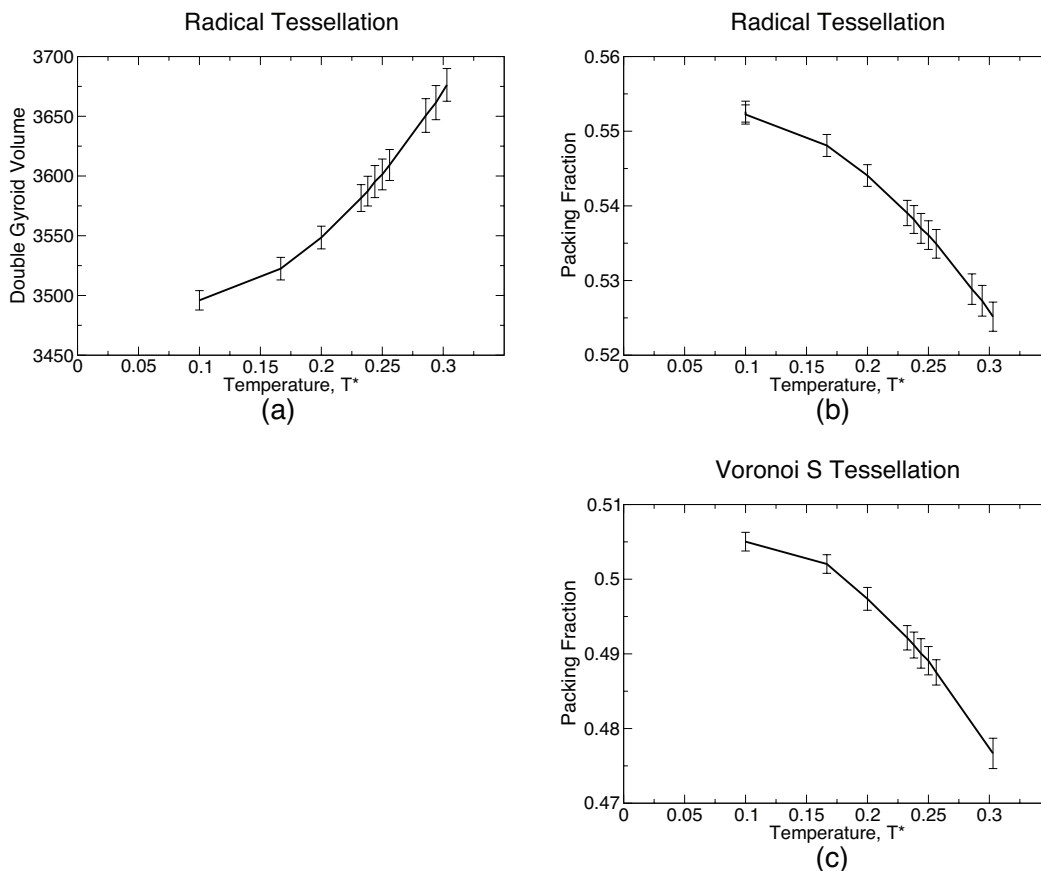 Radical Tessellation
3700
3650
3600
3550
3500
3450
Double Gyroid Volume
0 0.05 0.1 0.15 0.2 0.25 0.3
Temperature, T*
(a)
Radical Tessellation
0.56
0.55
0.54
0.53
0.52
Packing Fraction
0 0.05 0.1 0.15 0.2 0.25 0.3
Temperature, T*
(b)
Voronoi S Tessellation
0.51
0.5
0.49
0.48
0.47
Packing Fraction
0 0.05 0.1 0.15 0.2 0.25 0.3
Temperature, T*
(c)